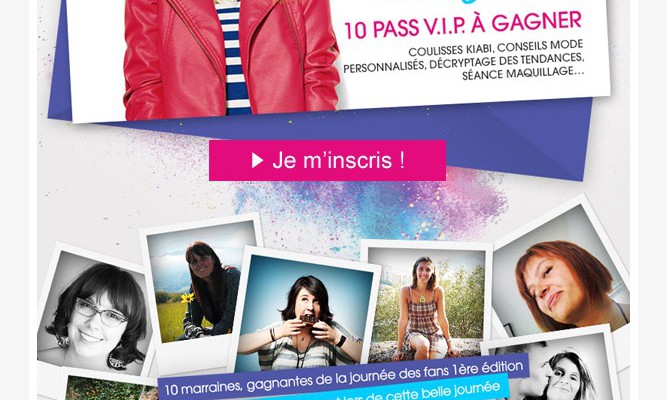 10 PASS V.I.P. À GAGNER
COULISSES KIABI, CONSEILS MODE
PERSONNALISÉS, DÉCRYPTAGE DES TENDANCES,
SÉANCE MAQUILLAGE...
Je m'inscris !
10 marraines, gagnantes de la journée des fans 1ère édition
de cette belle journée